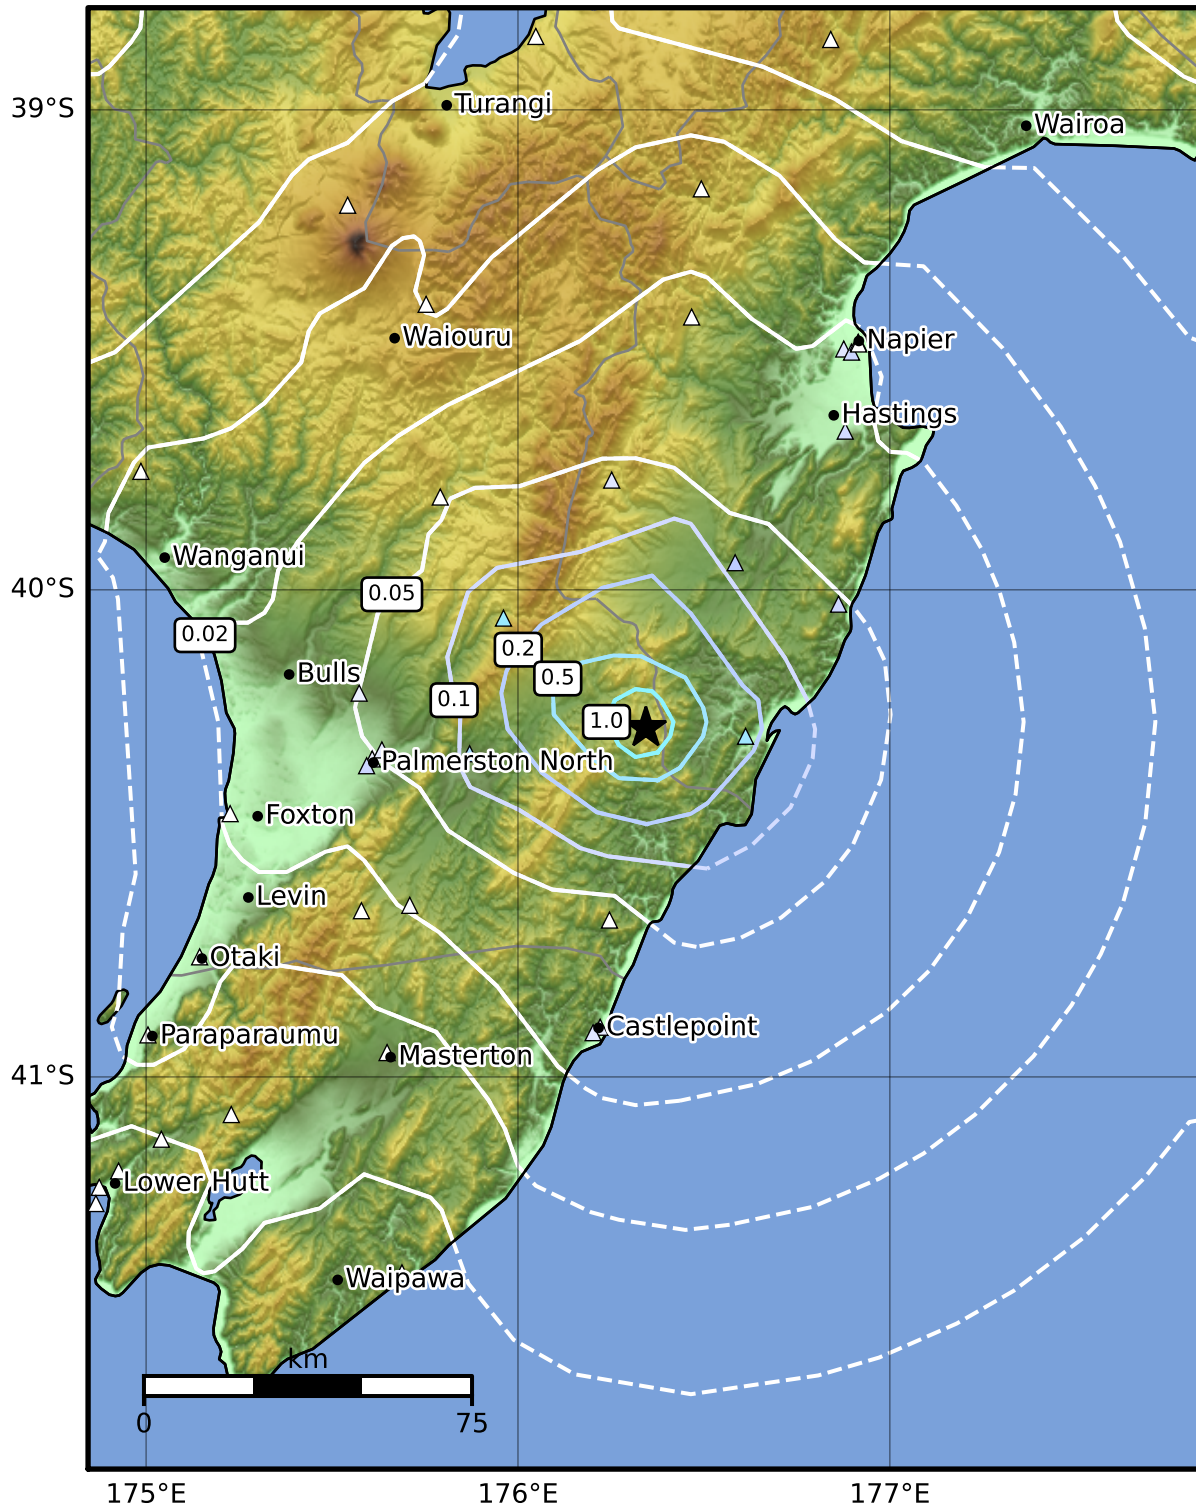 Turangi
39°S
Wairoa
Waiouru
Napier
Hastings
Wanganui
40°S
0.05
0.02
0.2
Bulls
0.5
0.1
1.0
Palmerston North
Foxton
Levin
Otaki
Castlepoint
Paraparaumu
Masterton
41°S
Lower Hutt
Waipawa
km
0
75
175°E
176°E
177°E